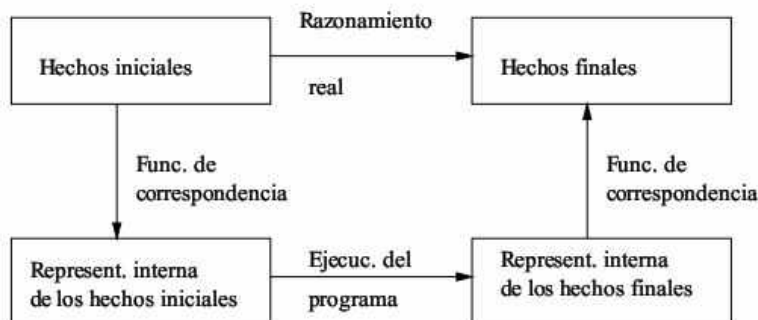 Razonamiento
Hechos iniciales
Hechos finales
real
Func. de
correspondencia
Func. de
correspondencia
Represent. interna
de los hechos iniciales
Ejecuc. del
programa
Represent. interna
de los hechos finales